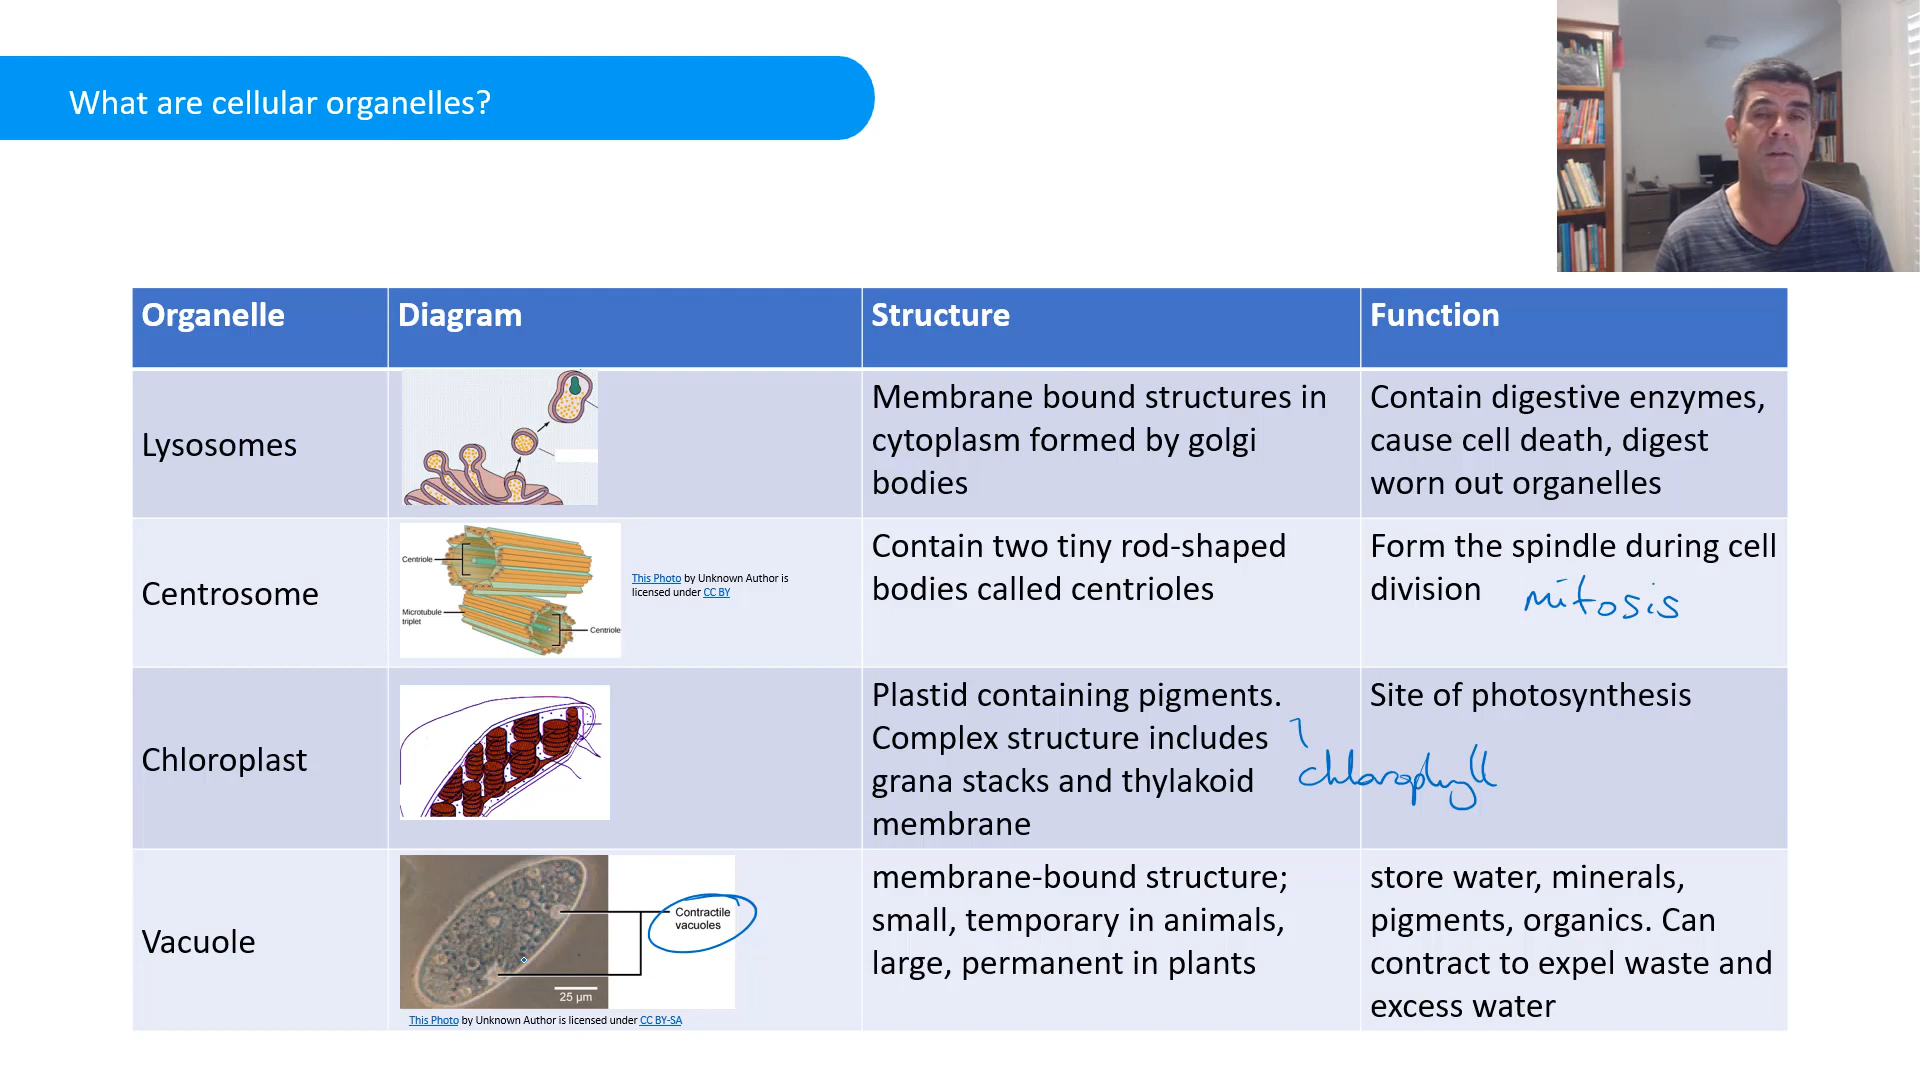 What are cellular organelles?
Organelle Diagram Structure Function
Lysosomes
Membrane bound structures in
cytoplasm formed by golgi
bodies
Contain digestive enzymes,
cause cell death, digest
worn out organelles
Centrosome
Centriole
Microtubule
triplet
Centriole
This Photo by Unknown Author is
licensed under CC BY
Contain two tiny rod-shaped
bodies called centrioles
Form the spindle during cell
division mitosis
Chloroplast
Plastid containing pigments.
Complex structure includes
grana stacks and thylakoid
membrane
chlorophyll
Site of photosynthesis
Vacuole
Contractile
vacuoles
25 µm
This Photo by Unknown Author is licensed under CC BY-SA
membrane-bound structure;
small, temporary in animals,
large, permanent in plants
store water, minerals,
pigments, organics. Can
contract to expel waste and
excess water